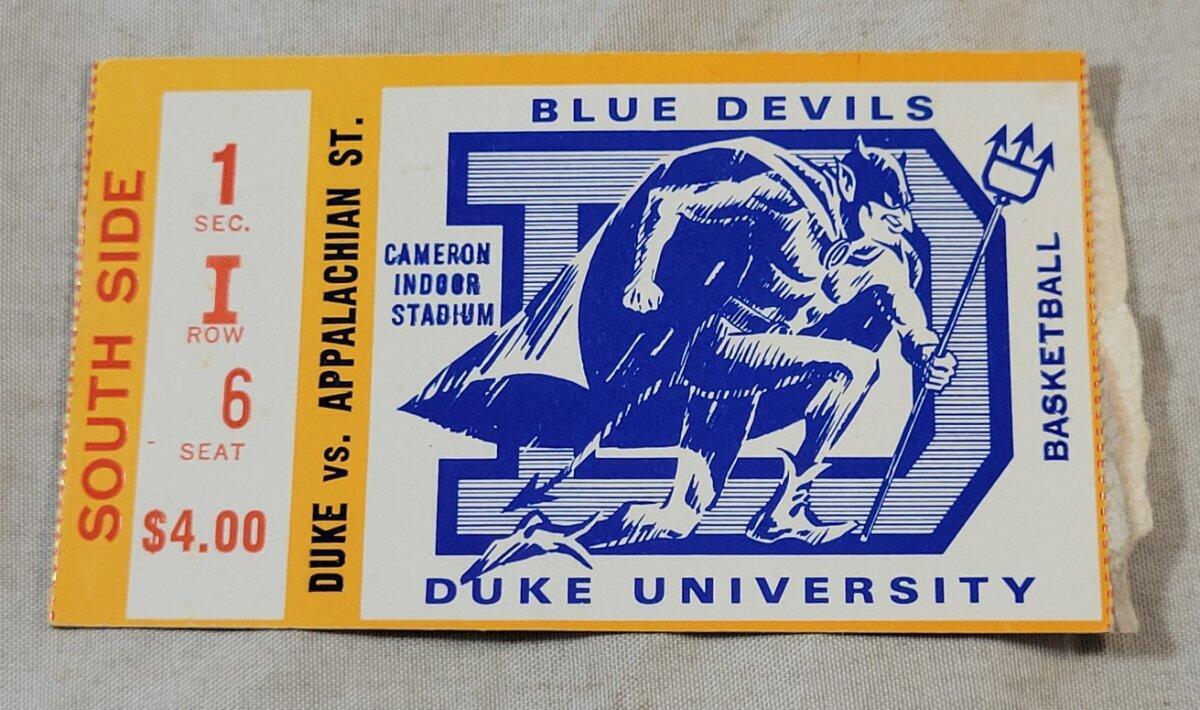 SOUTH SIDE
1
SEC.
I
ROW
6
SEAT
$4.00
DUKE vs. APPALACHIAN ST.
BLUE DEVILS
CAMERON
INDOOR
STADIUM
BASKETBALL
DUKE UNIVERSITY